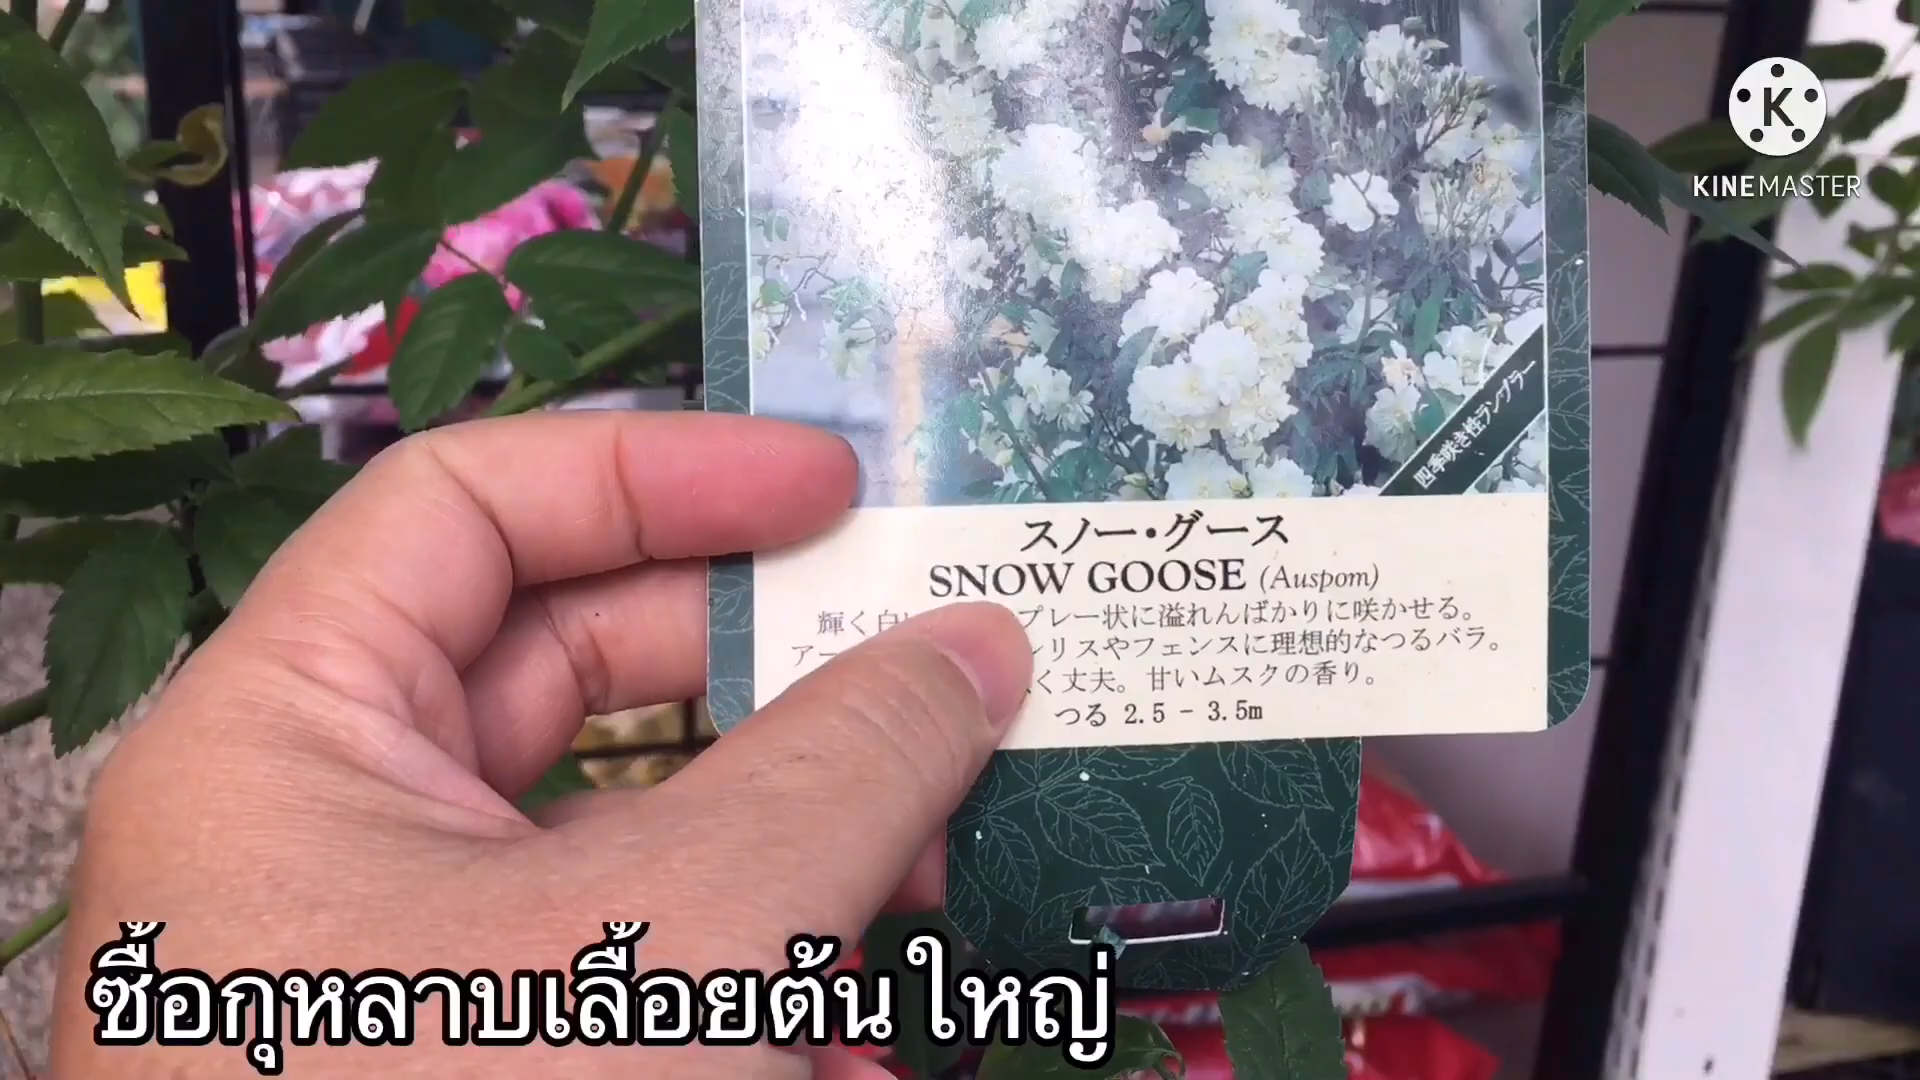 K
KINEMASTER
四季咲き性ランブラー
スノー・グース
SNOW GOOSE (Auspom)
輝く白い プレー状に溢れんばかりに咲かせる。
アー リスやフェンスに理想的なつるバラ。
く丈夫。甘いムスクの香り。
つる 2.5 - 3.5m
ซื้อกุหลาบเลื้อยต้นใหญ่